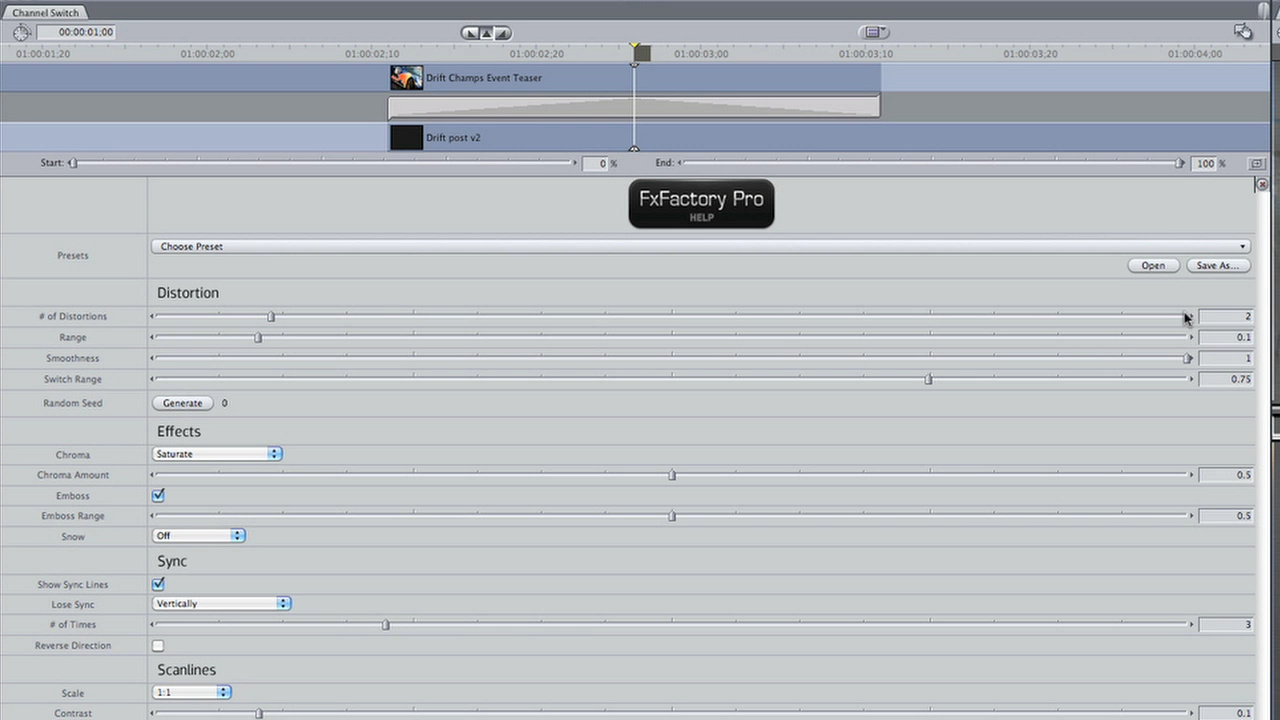 Channel Switch
00:00:01;00
01:00:01;20 01:00:02;00 01:00:02;10 01:00:02;20 01:00:03;00 01:00:03;10 01:00:03;20 01:00:04;00
Drift Champs Event Teaser
Drift post v2
Start: 0 % End: 100 %
FxFactory Pro
HELP
Presets Choose Preset
Open Save As...
Distortion
# of Distortions 2
Range 0.1
Smoothness 1
Switch Range 0.75
Random Seed Generate 0
Effects
Chroma Saturate
Chroma Amount 0.5
Emboss
Emboss Range 0.5
Snow Off
Sync
Show Sync Lines
Lose Sync Vertically
# of Times 3
Reverse Direction
Scanlines
Scale 1:1
Contrast 0.1